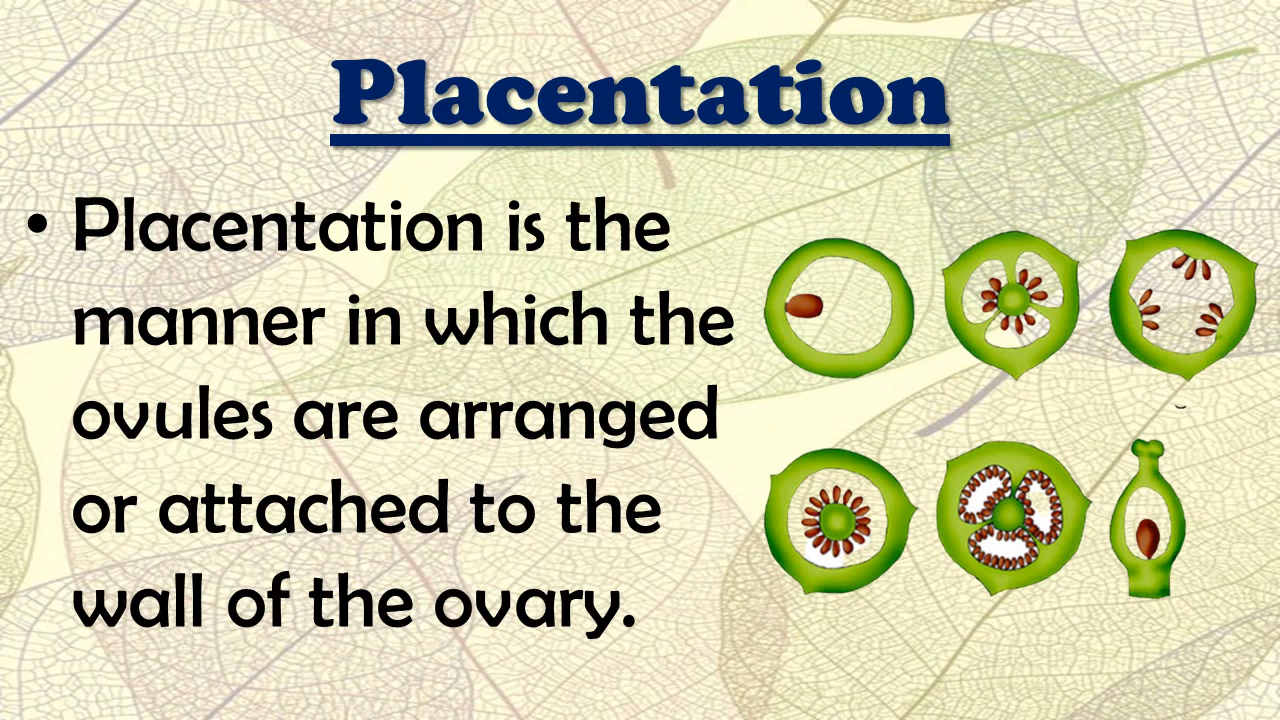 Placentation
• Placentation is the
manner in which the
ovules are arranged
or attached to the
wall of the ovary.